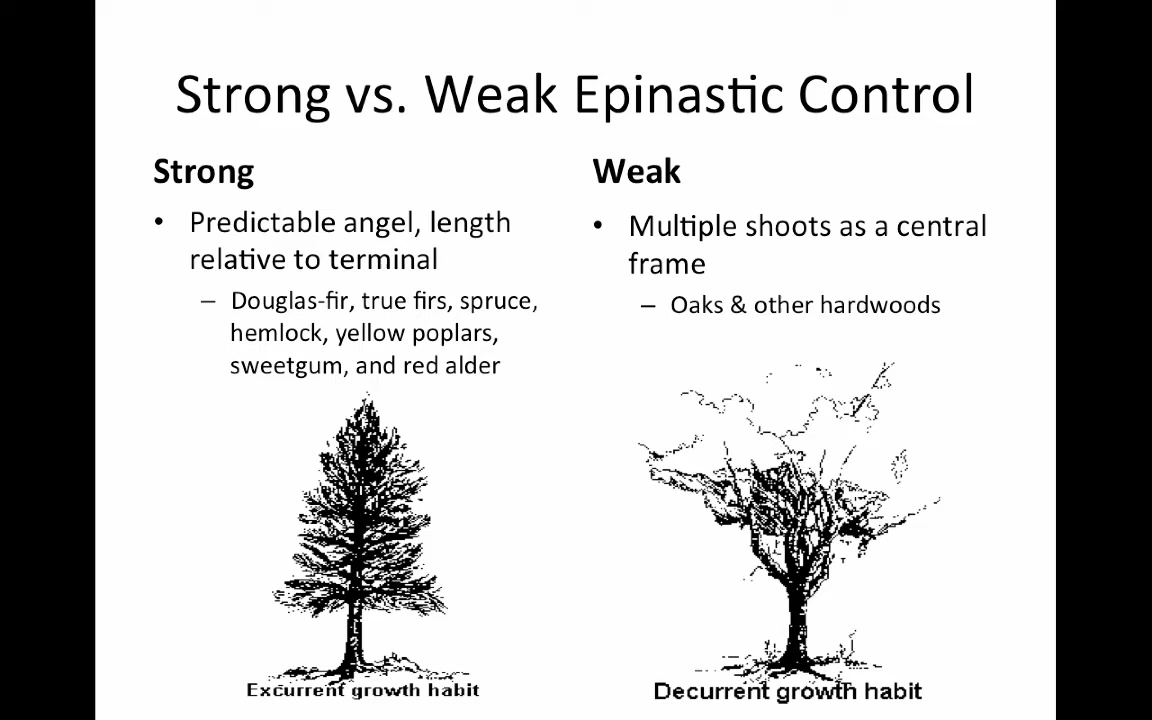 Strong vs. Weak Epinastic Control
Strong
• Predictable angel, length
relative to terminal
– Douglas-fir, true firs, spruce,
hemlock, yellow poplars,
sweetgum, and red alder
Excurrent growth habit
Weak
• Multiple shoots as a central
frame
– Oaks & other hardwoods
Decurrent growth habit